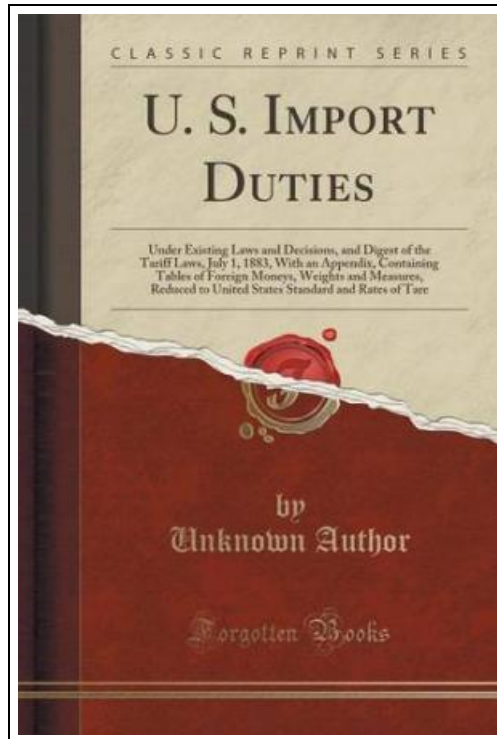 CLASSIC REPRINT SERIES
U. S. IMPORT
DUTIES
Under Existing Laws and Decisions, and Digest of the
Tariff Laws, July 1, 1883, With an Appendix, Containing
Tables of Foreign Moneys, Weights and Measures,
Reduced to United States Standard and Rates of Tare
by
Unknown Author
Forgotten Books